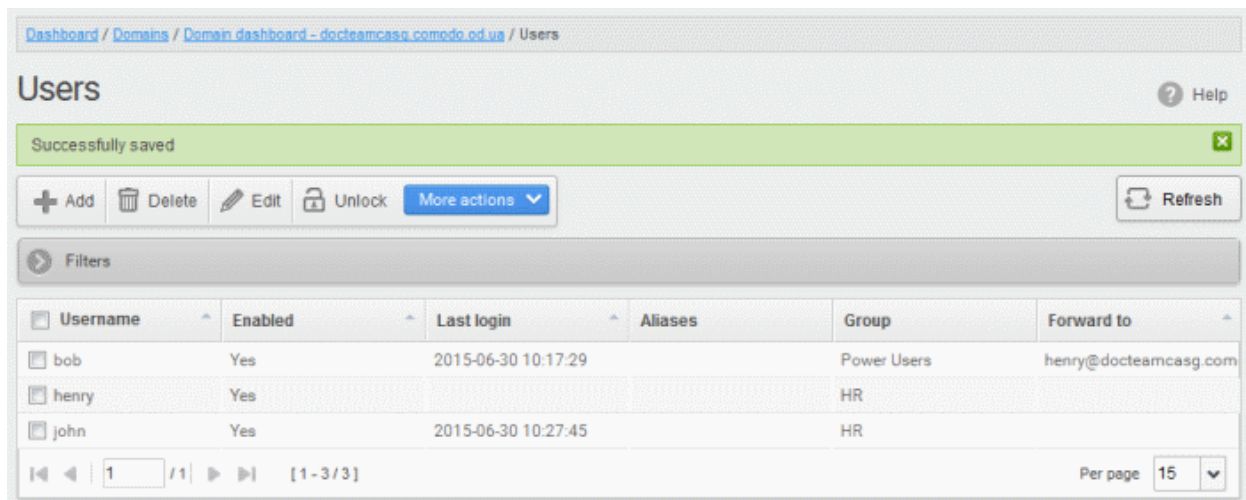 Dashboard / Domains / Domain dashboard - docteamcasg.comodo.od.ua / Users
Users
Help
Successfully saved
Add Delete Edit Unlock More actions Refresh
Filters
Username Enabled Last login Aliases Group Forward to
bob Yes 2015-06-30 10:17:29 Power Users henry@docteamcasg.com
henry Yes HR
john Yes 2015-06-30 10:27:45 HR
1 / 1 [ 1 - 3 / 3 ] Per page 15